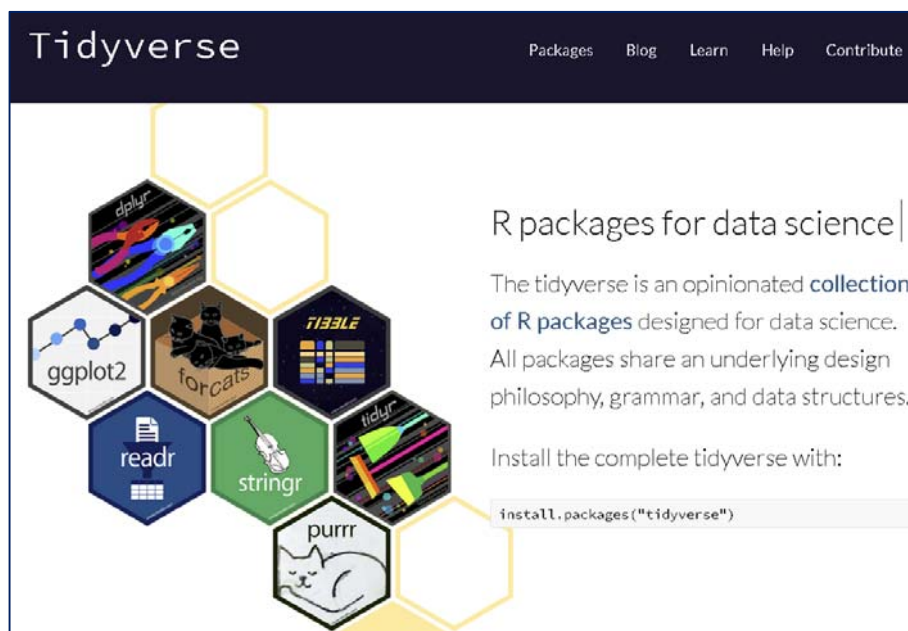 Tidyverse
Packages Blog Learn Help Contribute
dplyr
ggplot2
forcats
TIBBLE
readr
stringr
tidyr
purrr
R packages for data science
The tidyverse is an opinionated collection
of R packages designed for data science.
All packages share an underlying design
philosophy, grammar, and data structures.
Install the complete tidyverse with:
install.packages("tidyverse")